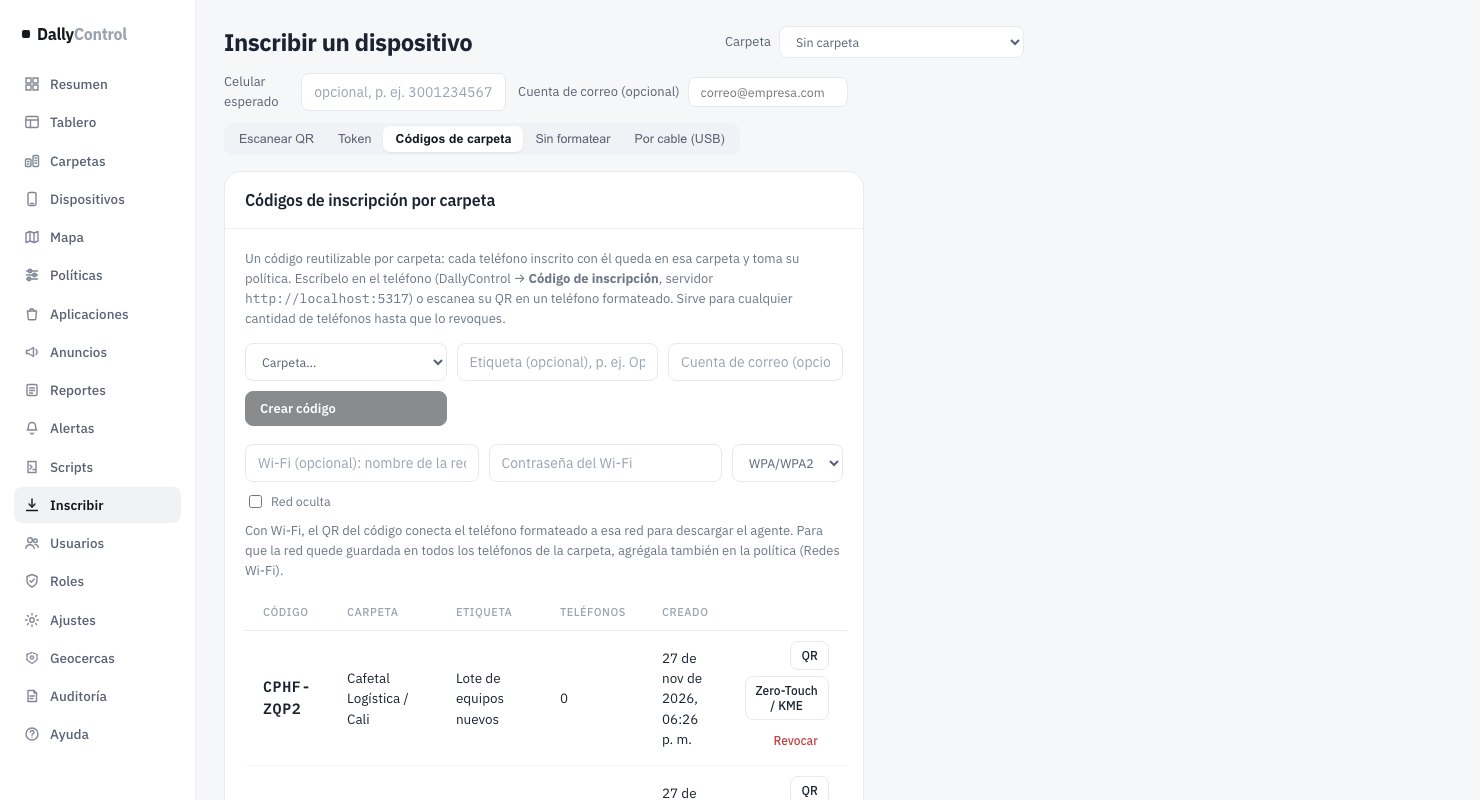 DallyControl
Resumen
Tablero
Carpetas
Dispositivos
Mapa
Políticas
Aplicaciones
Anuncios
Reportes
Alertas
Scripts
Inscribir
Usuarios
Roles
Ajustes
Geocercas
Auditoría
Ayuda
Inscribir un dispositivo
Carpeta
Sin carpeta
Celular
esperado
opcional, p. ej. 3001234567
Cuenta de correo (opcional)
correo@empresa.com
Escanear QR
Token
Códigos de carpeta
Sin formatear
Por cable (USB)
Códigos de inscripción por carpeta
Un código reutilizable por carpeta: cada teléfono inscrito con él queda en esa carpeta y toma su
política. Escríbelo en el teléfono (DallyControl → Código de inscripción, servidor
http://localhost:5317) o escanea su QR en un teléfono formateado. Sirve para cualquier
cantidad de teléfonos hasta que lo revoques.
Carpeta...
Etiqueta (opcional), p. ej. Op
Cuenta de correo (opcio
Crear código
Wi-Fi (opcional): nombre de la red
Contraseña del Wi-Fi
WPA/WPA2
Red oculta
Con Wi-Fi, el QR del código conecta el teléfono formateado a esa red para descargar el agente. Para
que la red quede guardada en todos los teléfonos de la carpeta, agrégala también en la política (Redes
Wi-Fi).
CÓDIGO
CARPETA
ETIQUETA
TELÉFONOS
CREADO
CPHF-
ZQP2
Cafetal
Logística /
Cali
Lote de
equipos
nuevos
0
27 de
nov de
2026,
06:26
p. m.
QR
Zero-Touch
/ KME
Revocar
27 de
QR